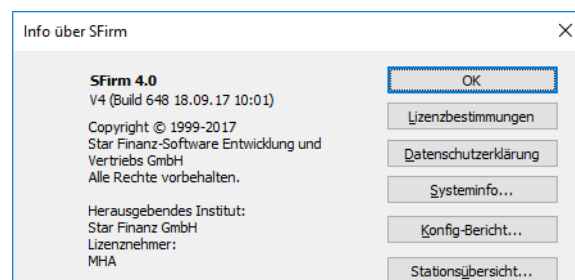 Info über SFirm
SFirm 4.0
V4 (Build 648 18.09.17 10:01)
Copyright © 1999-2017
Star Finanz-Software Entwicklung und
Vertriebs GmbH
Alle Rechte vorbehalten.
Herausgebendes Institut:
Star Finanz GmbH
Lizenznehmer:
MHA
OK
Lizenzbestimmungen
Datenschutzerklärung
Systeminfo...
Konfig-Bericht...
Stationsübersicht...